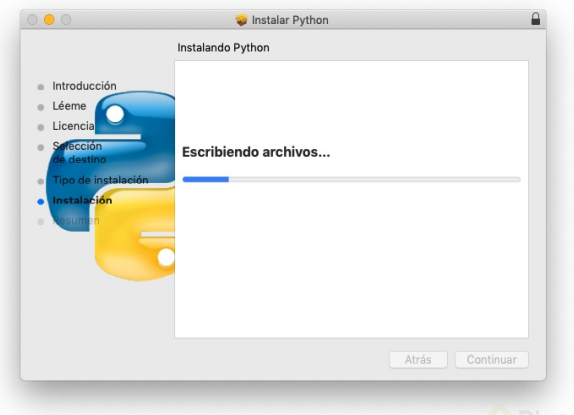 Instalar Python
Instalando Python
Introducción
Léeme
Licencia
Selección
de destino
Tipo de instalación
Instalación
Resumen
Escribiendo archivos...
Atrás
Continuar